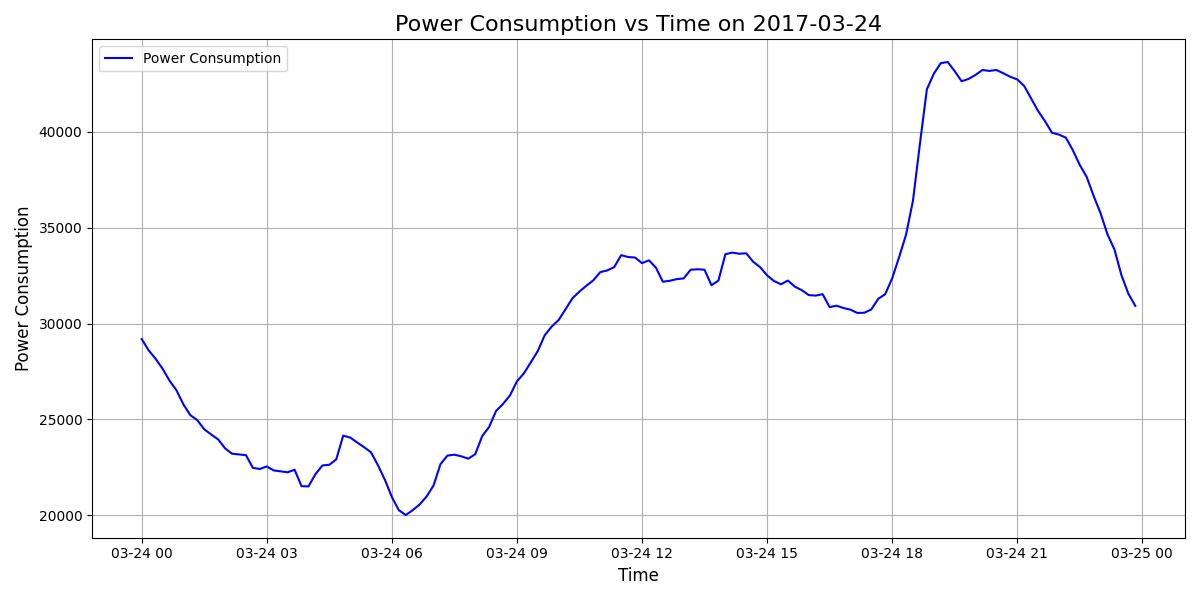 Power Consumption vs Time on 2017-03-24
Power Consumption
Power Consumption
40000
35000
30000
25000
20000
03-24 00 03-24 03 03-24 06 03-24 09 03-24 12 03-24 15 03-24 18 03-24 21 03-25 00
Time